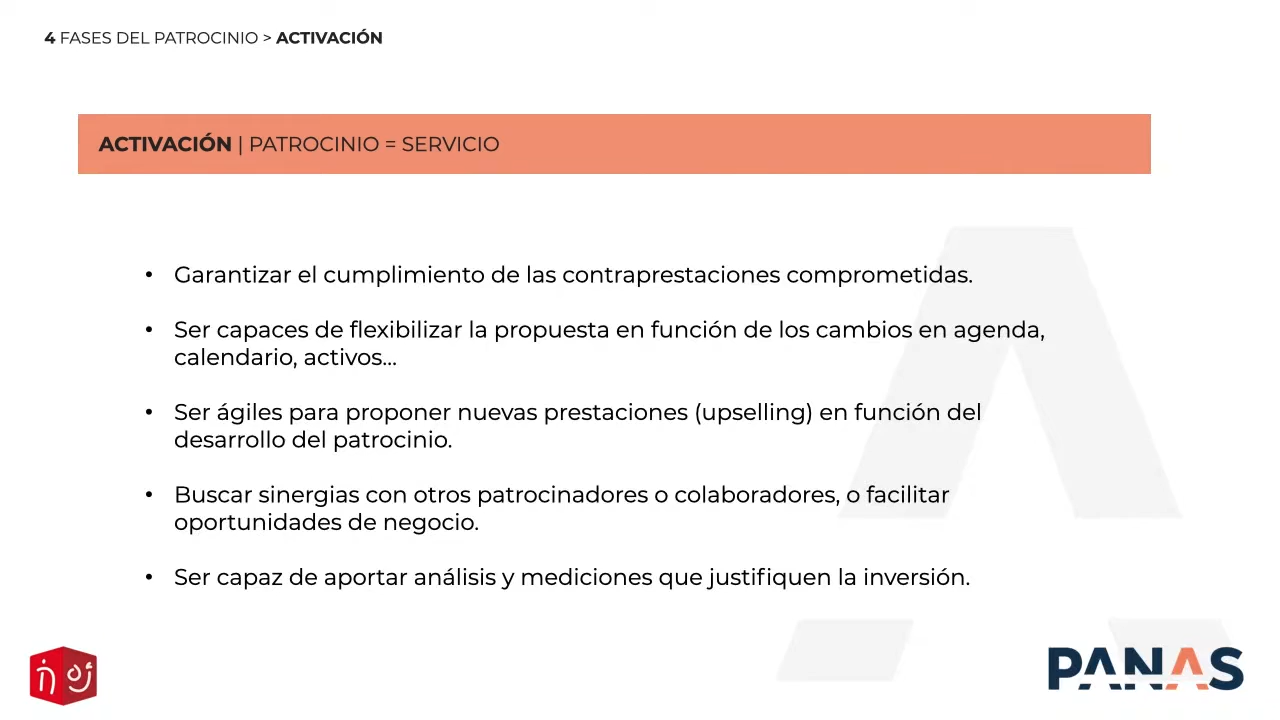 4 FASES DEL PATROCINIO > ACTIVACIÓN
ACTIVACIÓN | PATROCINIO = SERVICIO
• Garantizar el cumplimiento de las contraprestaciones comprometidas.
• Ser capaces de flexibilizar la propuesta en función de los cambios en agenda,
calendario, activos...
• Ser ágiles para proponer nuevas prestaciones (upselling) en función del
desarrollo del patrocinio.
• Buscar sinergias con otros patrocinadores o colaboradores, o facilitar
oportunidades de negocio.
• Ser capaz de aportar análisis y mediciones que justifiquen la inversión.
PANAS